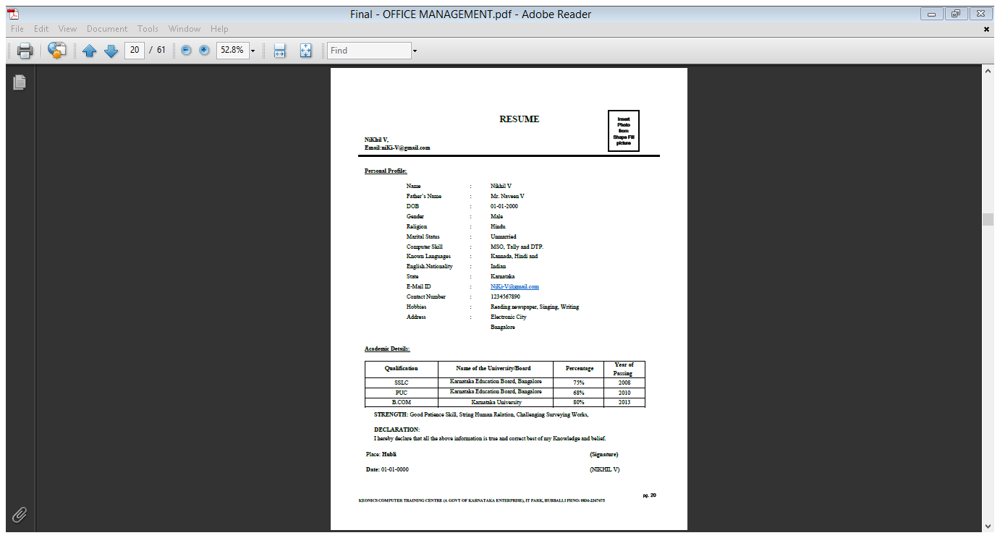 Final - OFFICE MANAGEMENT.pdf - Adobe Reader
File Edit View Document Tools Window Help
20 / 61 52.8% Find
RESUME
Insert
Photo
from
Shape Fill
picture
NiKhil V,
Email:niKi-V@gmail.com
Personal Profile:
Name : Nikhil V
Father's Name : Mr. Naveen V
DOB : 01-01-2000
Gender : Male
Religion : Hindu
Marital Status : Unmarried
Computer Skill : MSO, Tally and DTP.
Known Languages : Kannada, Hindi and
English.Nationality : Indian
State : Karnataka
E-Mail ID : NiKi-V@gmail.com
Contact Number : 1234567890
Hobbies : Reading newspaper, Singing, Writing
Address : Electronic City
Bangalore
Academic Details:
Qualification Name of the University/Board Percentage Year of Passing
SSLC Karnataka Education Board, Bangalore 75% 2008
PUC Karnataka Education Board, Bangalore 68% 2010
B.COM Karnataka University 80% 2013
STRENGTH: Good Patience Skill, String Human Relation, Challenging Surveying Works,
DECLARATION:
I hereby declare that all the above information is true and correct best of my Knowledge and belief.
Place: Hubli (Signature)
Date: 01-01-0000 (NIKHIL V)
pg. 20
KEONICS COMPUTER TRAINING CENTRE (A GOVT OF KARNATAKA ENTERPRISE), IT PARK, HUBBALLI PHNO: 0836-2367675